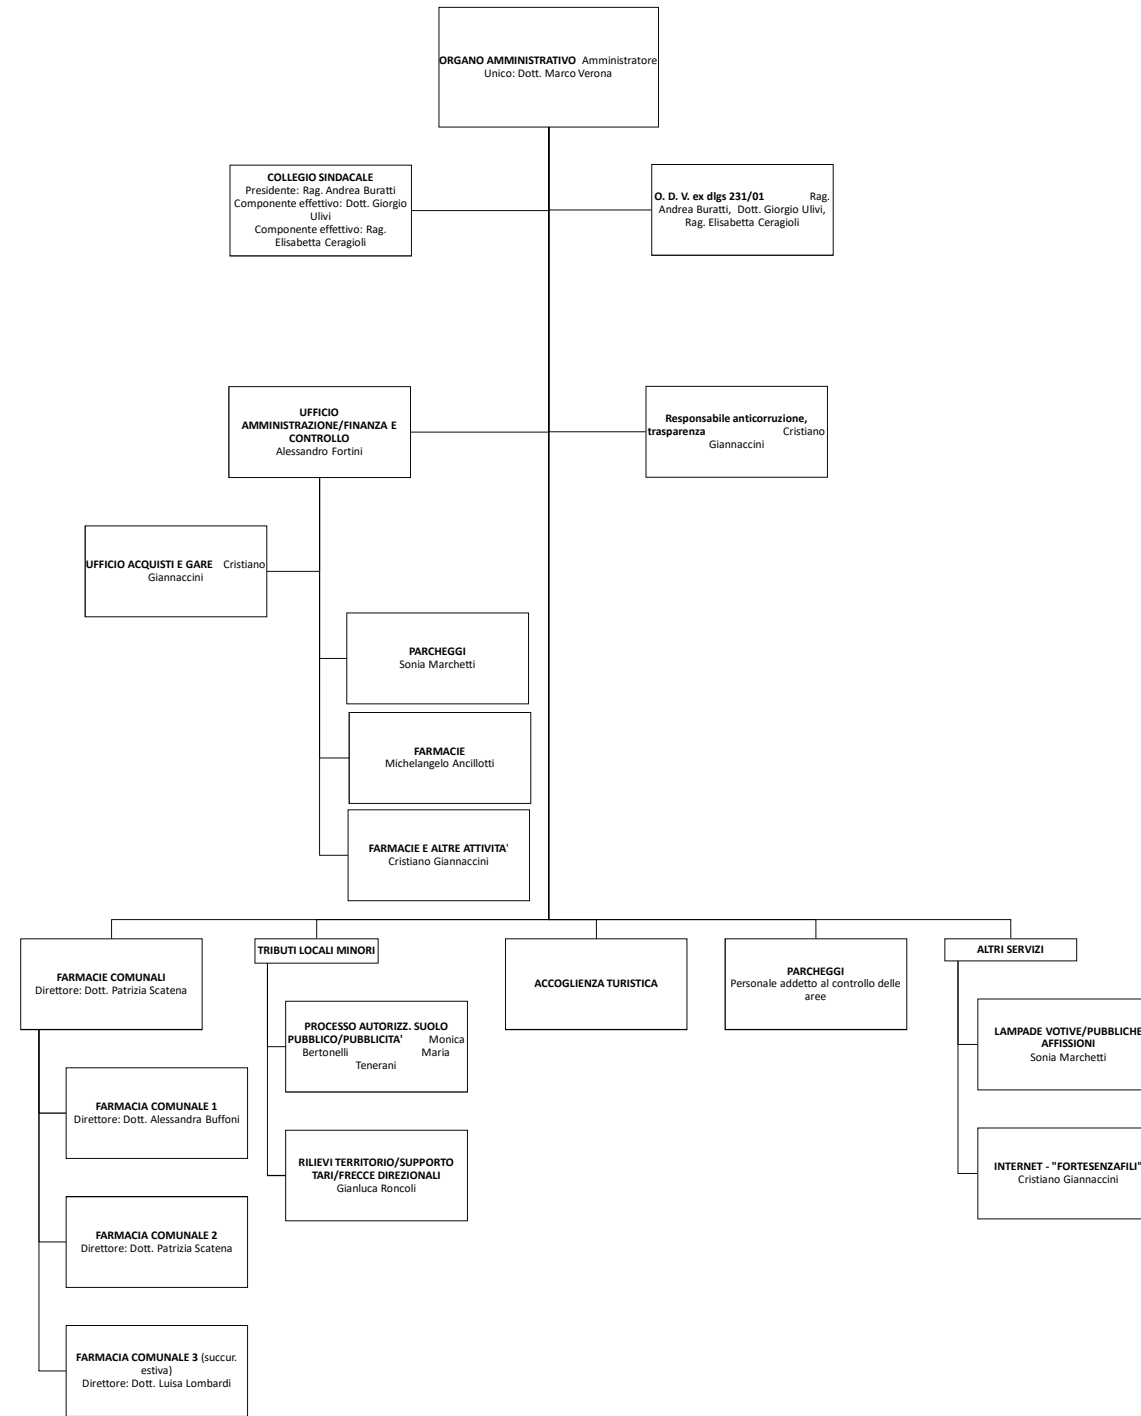 ORGANO AMMINISTRATIVO Amministratore
Unico: Dott. Marco Verona
COLLEGIO SINDACALE
Presidente: Rag. Andrea Buratti
Componente effettivo: Dott. Giorgio
Ulivi
Componente effettivo: Rag.
Elisabetta Ceragioli
O. D. V. ex dlgs 231/01 Rag.
Andrea Buratti, Dott. Giorgio Ulivi,
Rag. Elisabetta Ceragioli
UFFICIO
AMMINISTRAZIONE/FINANZA E
CONTROLLO
Alessandro Fortini
Responsabile anticorruzione,
trasparenza Cristiano
Giannaccini
UFFICIO ACQUISTI E GARE Cristiano
Giannaccini
PARCHEGGI
Sonia Marchetti
FARMACIE
Michelangelo Ancillotti
FARMACIE E ALTRE ATTIVITA'
Cristiano Giannaccini
FARMACIE COMUNALI
Direttore: Dott. Patrizia Scatena
TRIBUTI LOCALI MINORI
ACCOGLIENZA TURISTICA
PARCHEGGI
Personale addetto al controllo delle
aree
ALTRI SERVIZI
PROCESSO AUTORIZZ. SUOLO
PUBBLICO/PUBBLICITA' Monica
Bertonelli Maria
Tenerani
LAMPADE VOTIVE/PUBBLICHE
AFFISSIONI
Sonia Marchetti
FARMACIA COMUNALE 1
Direttore: Dott. Alessandra Buffoni
RILIEVI TERRITORIO/SUPPORTO
TARI/FRECCE DIREZIONALI
Gianluca Roncoli
INTERNET - "FORTESENZAFILI"
Cristiano Giannaccini
FARMACIA COMUNALE 2
Direttore: Dott. Patrizia Scatena
FARMACIA COMUNALE 3 (succur.
estiva)
Direttore: Dott. Luisa Lombardi